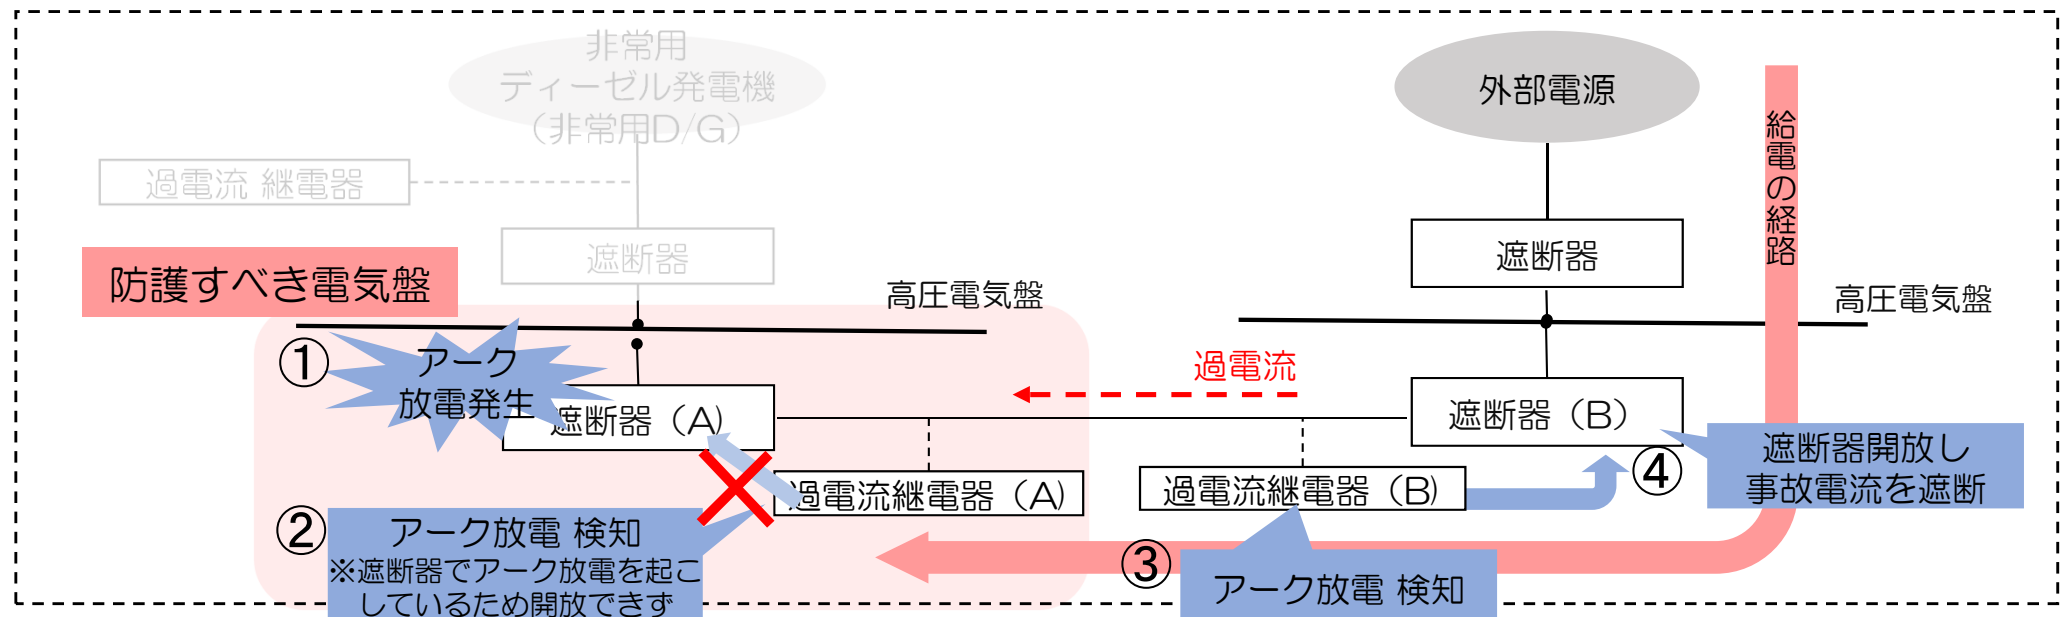 非常用
ディーゼル発電機
（非常用D/G）
外部電源
給電の経路
過電流 継電器
遮断器
遮断器
防護すべき電気盤
高圧電気盤
高圧電気盤
①
アーク
放電発生
過電流
遮断器（A）
遮断器（B）
④
遮断器開放し
事故電流を遮断
過電流継電器（A）
過電流継電器（B）
②
アーク放電 検知
※遮断器でアーク放電を起こ
しているため開放できず
③
アーク放電 検知